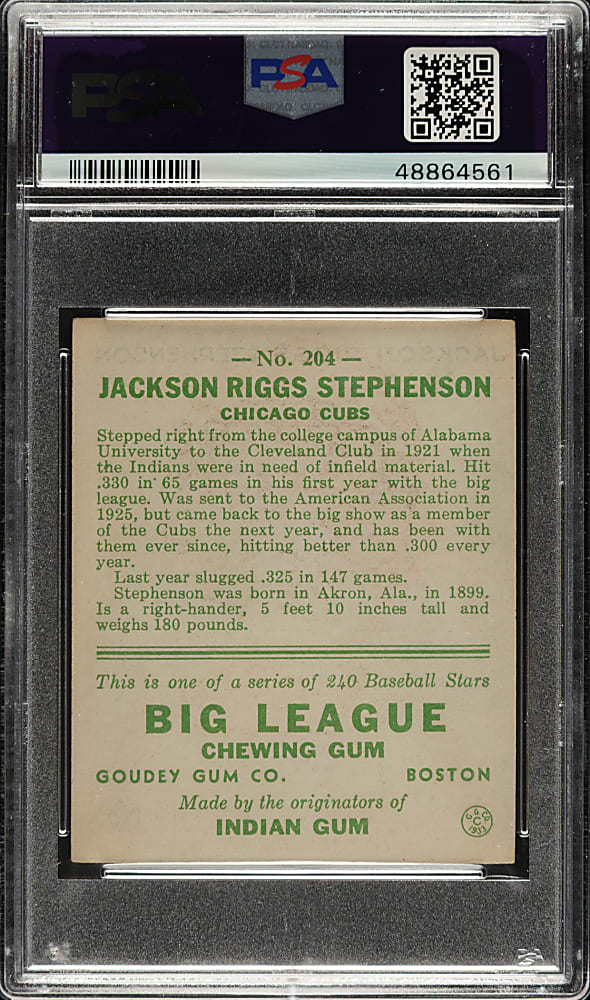 PSA
PSA
48864561
— No. 204 —
JACKSON RIGGS STEPHENSON
CHICAGO CUBS
Stepped right from the college campus of Alabama
University to the Cleveland Club in 1921 when
the Indians were in need of infield material. Hit
.330 in 65 games in his first year with the big
league. Was sent to the American Association in
1925, but came back to the big show as a member
of the Cubs the next year, and has been with
them ever since, hitting better than .300 every
year.
Last year slugged .325 in 147 games.
Stephenson was born in Akron, Ala., in 1899.
Is a right-hander, 5 feet 10 inches tall and
weighs 180 pounds.
This is one of a series of 240 Baseball Stars
BIG LEAGUE
CHEWING GUM
GOUDEY GUM CO. BOSTON
Made by the originators of
INDIAN GUM
G. G. CO.
C
1933